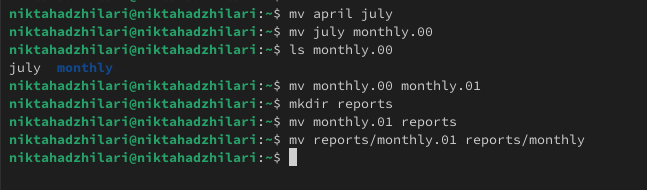 niktahadzhilari@niktahadzhilari:~$ mv april july
niktahadzhilari@niktahadzhilari:~$ mv july monthly.00
niktahadzhilari@niktahadzhilari:~$ ls monthly.00
july  monthly
niktahadzhilari@niktahadzhilari:~$ mv monthly.00 monthly.01
niktahadzhilari@niktahadzhilari:~$ mkdir reports
niktahadzhilari@niktahadzhilari:~$ mv monthly.01 reports
niktahadzhilari@niktahadzhilari:~$ mv reports/monthly.01 reports/monthly
niktahadzhilari@niktahadzhilari:~$